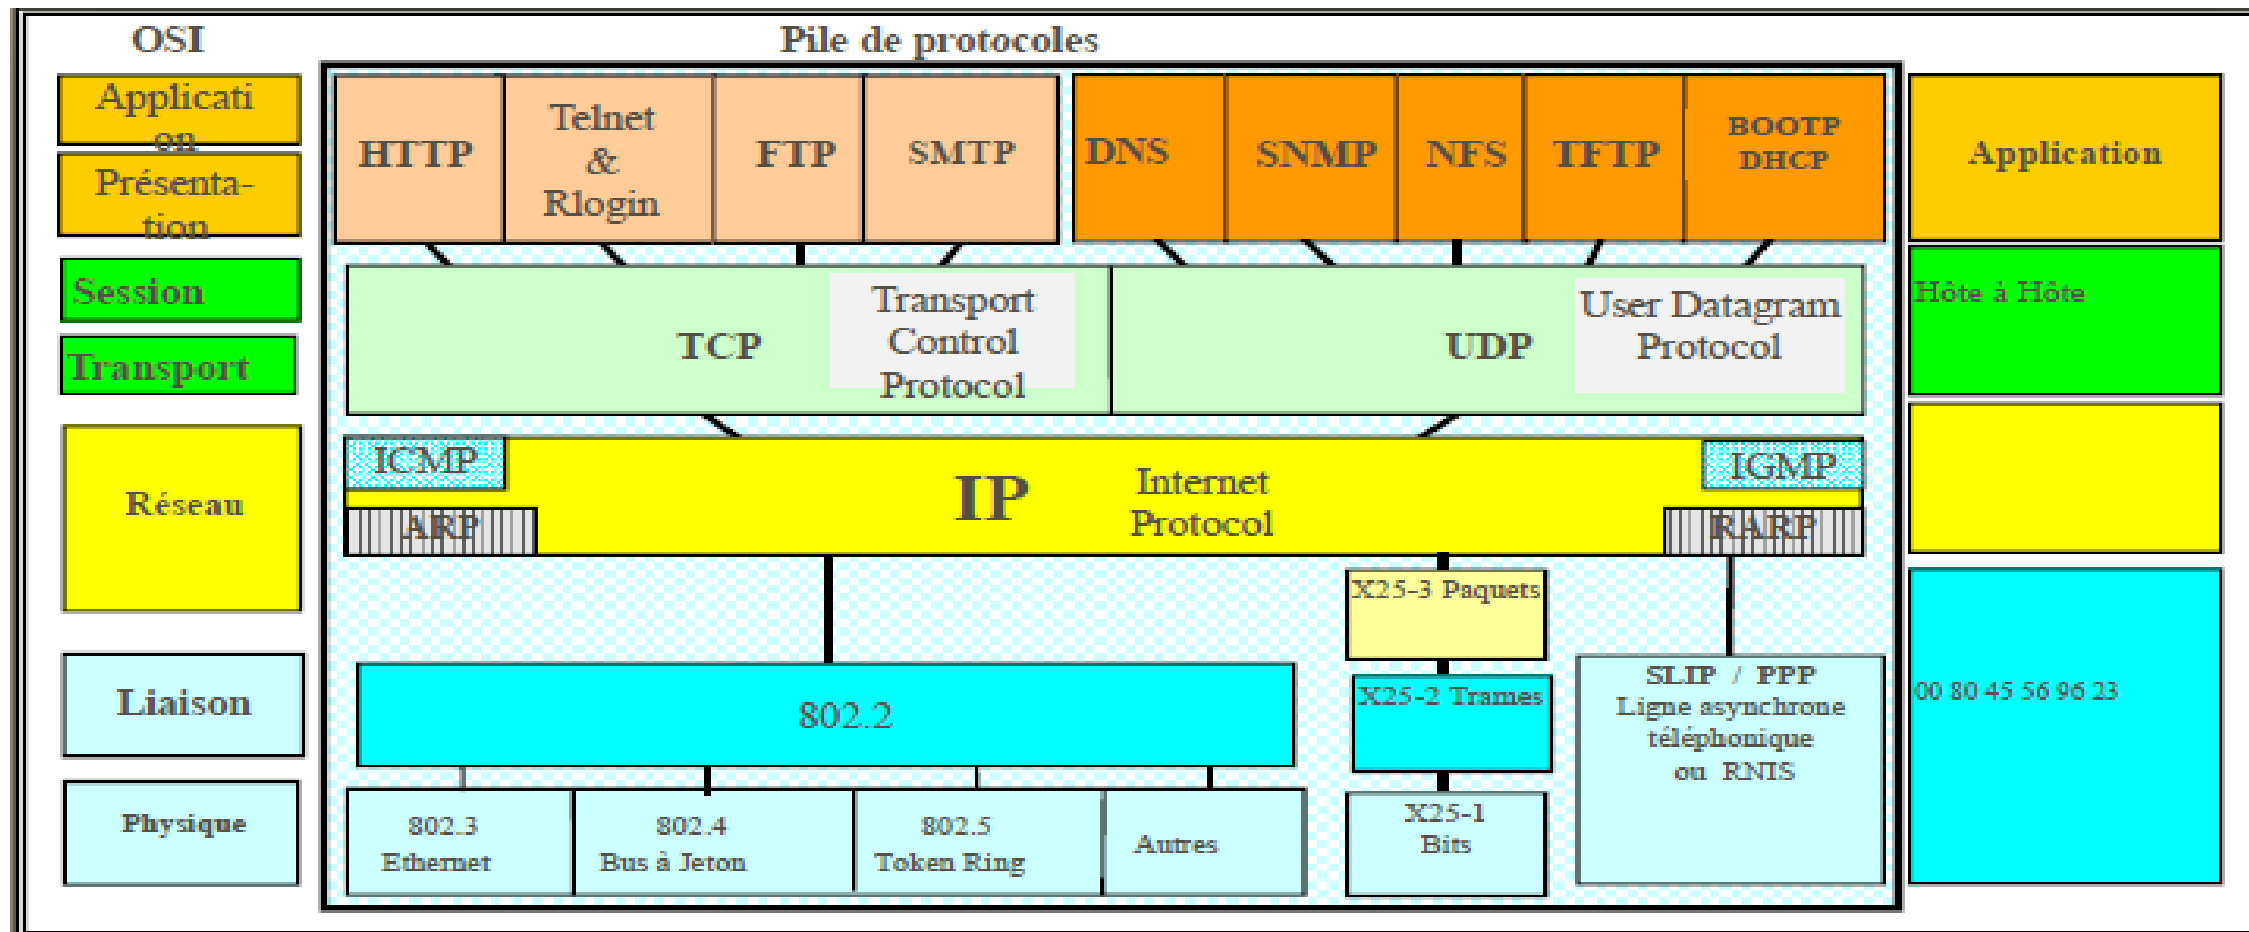 OSI
Pile de protocoles
Applicati
on
Présenta-
tion
Session
Transport
Réseau
Liaison
Physique
HTTP
Telnet
&
Rlogin
FTP
SMTP
DNS
SNMP
NFS
TFTP
BOOTP
DHCP
TCP
Transport
Control
Protocol
UDP
User Datagram
Protocol
ICMP
ARP
IP
Internet
Protocol
IGMP
RARP
802.2
802.3
Ethernet
802.4
Bus à Jeton
802.5
Token Ring
Autres
X25-3 Paquets
X25-2 Trames
X25-1
Bits
SLIP / PPP
Ligne asynchrone
téléphonique
ou RNIS
Application
Hôte à Hôte
00 80 45 56 96 23